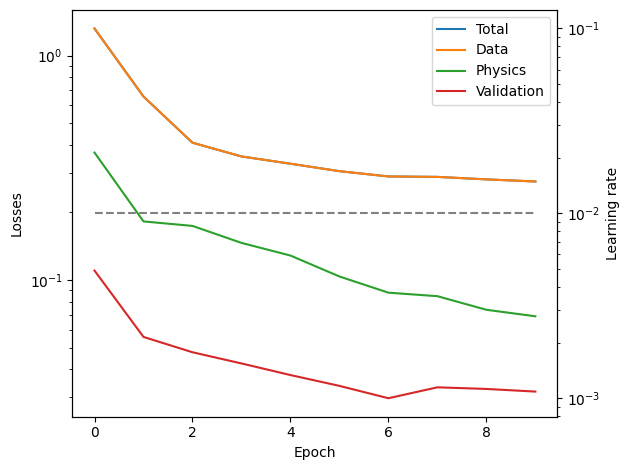 Losses
10⁰
10⁻¹
Total
Data
Physics
Validation
10⁻¹
10⁻²
10⁻³
Learning rate
0
2
4
6
8
Epoch